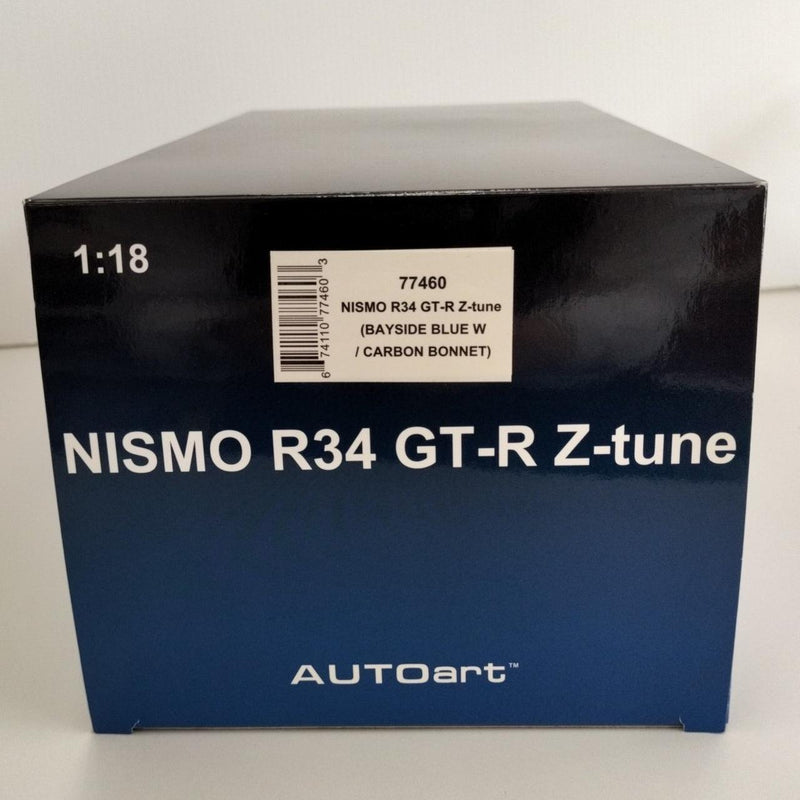 1:18
6 74110 77460 3
77460
NISMO R34 GT-R Z-tune
(BAYSIDE BLUE W
/ CARBON BONNET)
NISMO R34 GT-R Z-tune
AUTOart™